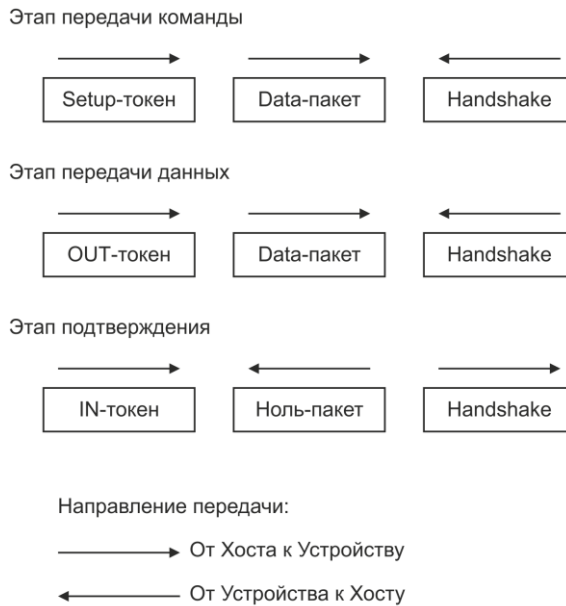 Этап передачи команды
Setup-токен Data-пакет Handshake
Этап передачи данных
OUT-токен Data-пакет Handshake
Этап подтверждения
IN-токен Ноль-пакет Handshake
Направление передачи:
От Хоста к Устройству
От Устройства к Хосту